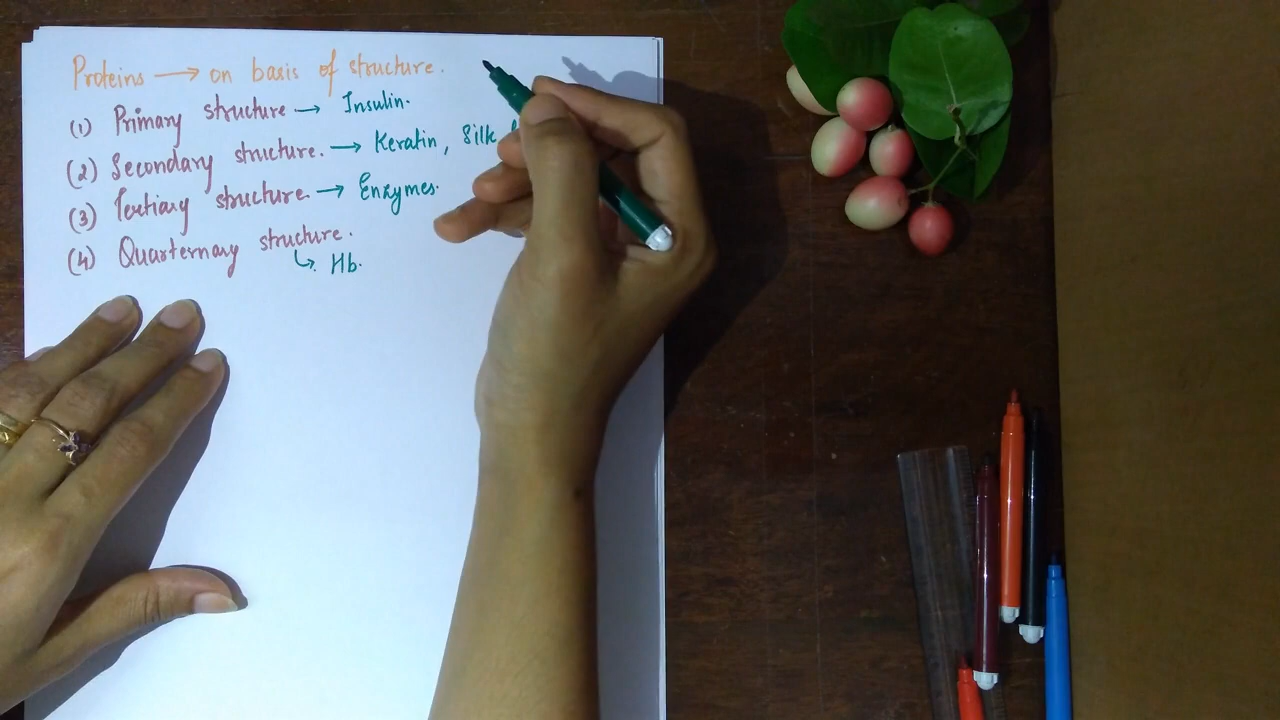 Proteins → on basis of structure.
(1) Primary structure → Insulin.
(2) Secondary structure. → Keratin, Silk
(3) Tertiary structure → Enzymes.
(4) Quarternary structure.
↳ Hb.